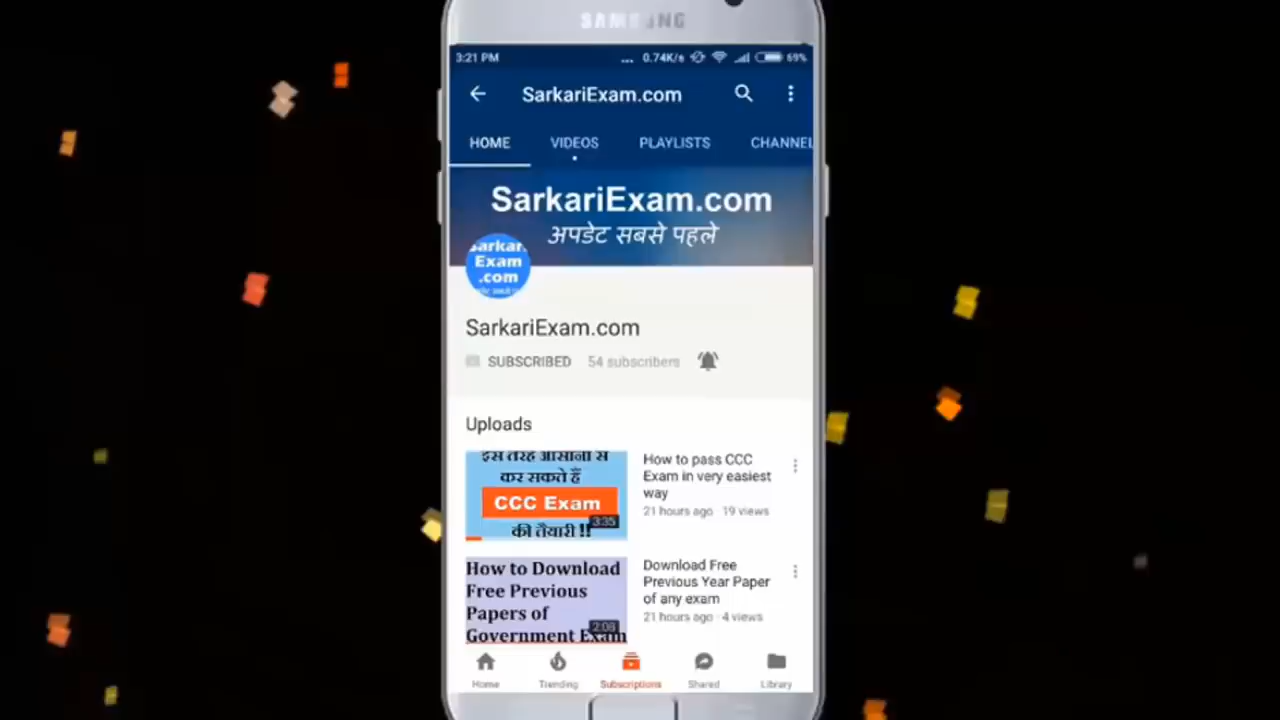 SAMSUNG
3:21 PM ... 0.74K/s 69%
SarkariExam.com
HOME VIDEOS PLAYLISTS CHANNEL
SarkariExam.com
अपडेट सबसे पहले
Sarkari
Exam
.com
SarkariExam.com
SUBSCRIBED 54 subscribers
Uploads
इस तरह आसानी से
कर सकते हैं
CCC Exam
3:35
की तैयारी !!
How to pass CCC
Exam in very easiest
way
21 hours ago · 19 views
How to Download
Free Previous
Papers of
2:08
Government Exam
Download Free
Previous Year Paper
of any exam
21 hours ago · 4 views
Home Trending Subscriptions Shared Library